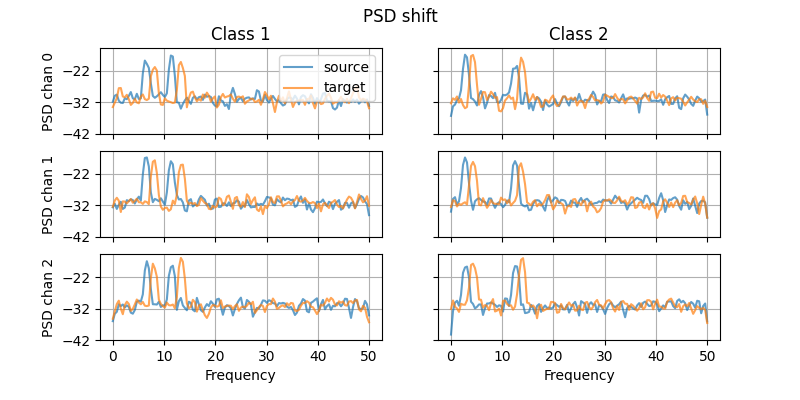 PSD shift
Class 1
Class 2
PSD chan 0
−22
−32
−42
source
target
PSD chan 1
−22
−32
−42
PSD chan 2
−22
−32
−42
0 10 20 30 40 50
0 10 20 30 40 50
Frequency
Frequency